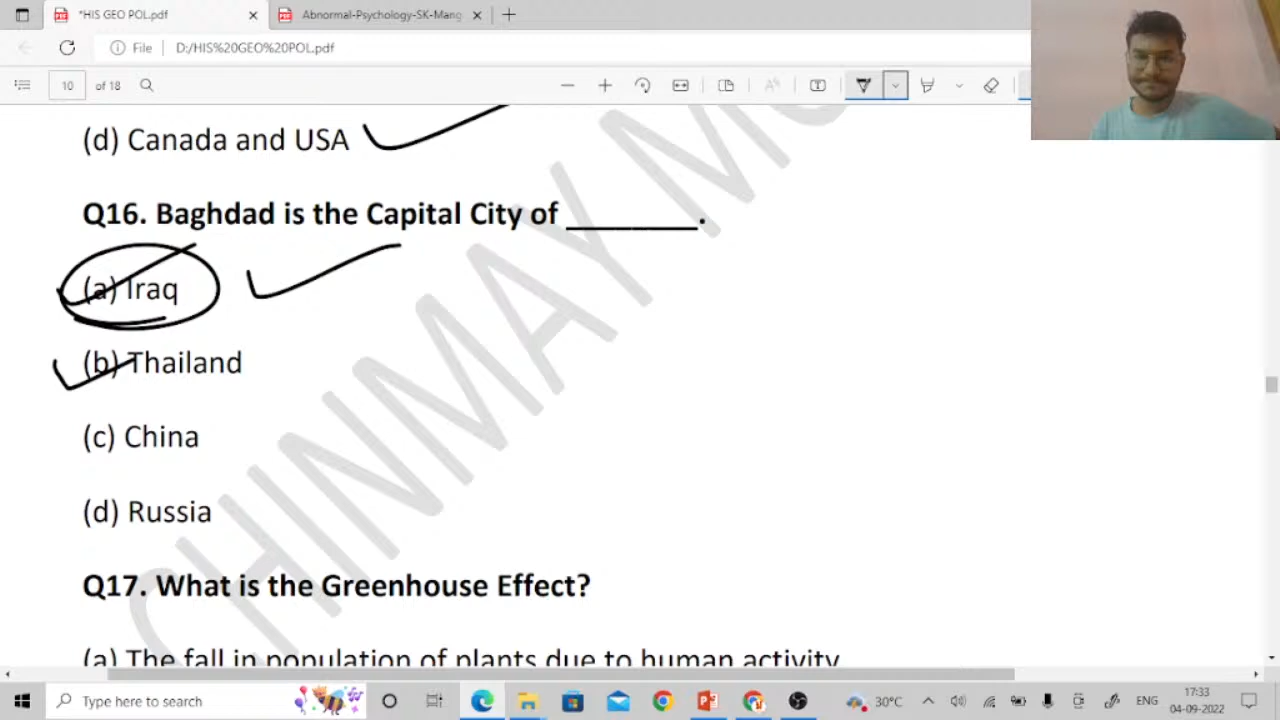 *HIS GEO POL.pdf
Abnormal-Psychology-SK-Mang
File
D:/HIS%20GEO%20POL.pdf
10 of 18
(d) Canada and USA
Q16. Baghdad is the Capital City of ________.
(a) Iraq
(b) Thailand
(c) China
(d) Russia
Q17. What is the Greenhouse Effect?
(a) The fall in population of plants due to human activity
CHINMAY M
Type here to search
30°C
ENG
17:33
04-09-2022